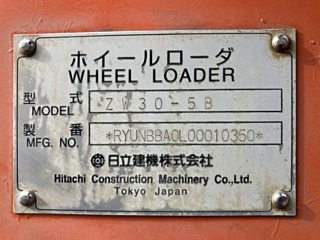 ホイールローダ
WHEEL LOADER
型式 MODEL ZW30-5B
製番 MFG. NO. *RYUNBBA0L00010350*
日立建機株式会社
Hitachi Construction Machinery Co.,Ltd.
Tokyo Japan